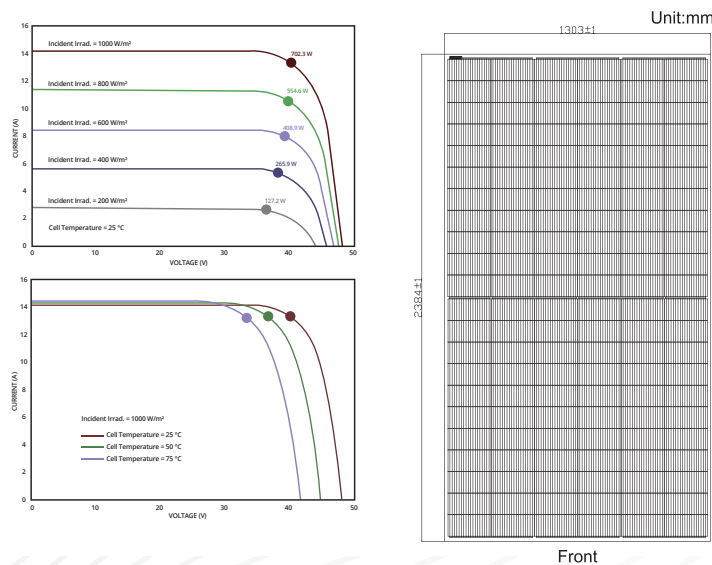 Unit:mm
1303±1
2384±1
Front
16
14
12
10
8
6
4
2
0
CURRENT (A)
Incident Irrad. = 1000 W/m²
702.3 W
Incident Irrad. = 800 W/m²
554.6 W
Incident Irrad. = 600 W/m²
408.9 W
Incident Irrad. = 400 W/m²
265.9 W
Incident Irrad. = 200 W/m²
127.2 W
Cell Temperature = 25 °C
0 10 20 30 40 50
VOLTAGE (V)
16
14
12
10
8
6
4
2
0
CURRENT (A)
Incident Irrad. = 1000 W/m²
Cell Temperature = 25 °C
Cell Temperature = 50 °C
Cell Temperature = 75 °C
0 10 20 30 40 50
VOLTAGE (V)